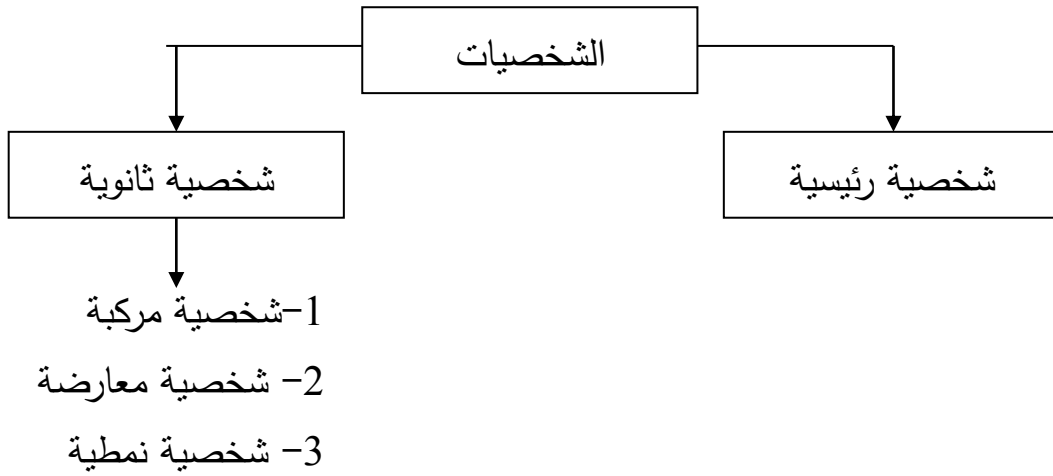 الشخصيات
شخصية رئيسية
شخصية ثانوية
1-شخصية مركبة
2- شخصية معارضة
3- شخصية نمطية